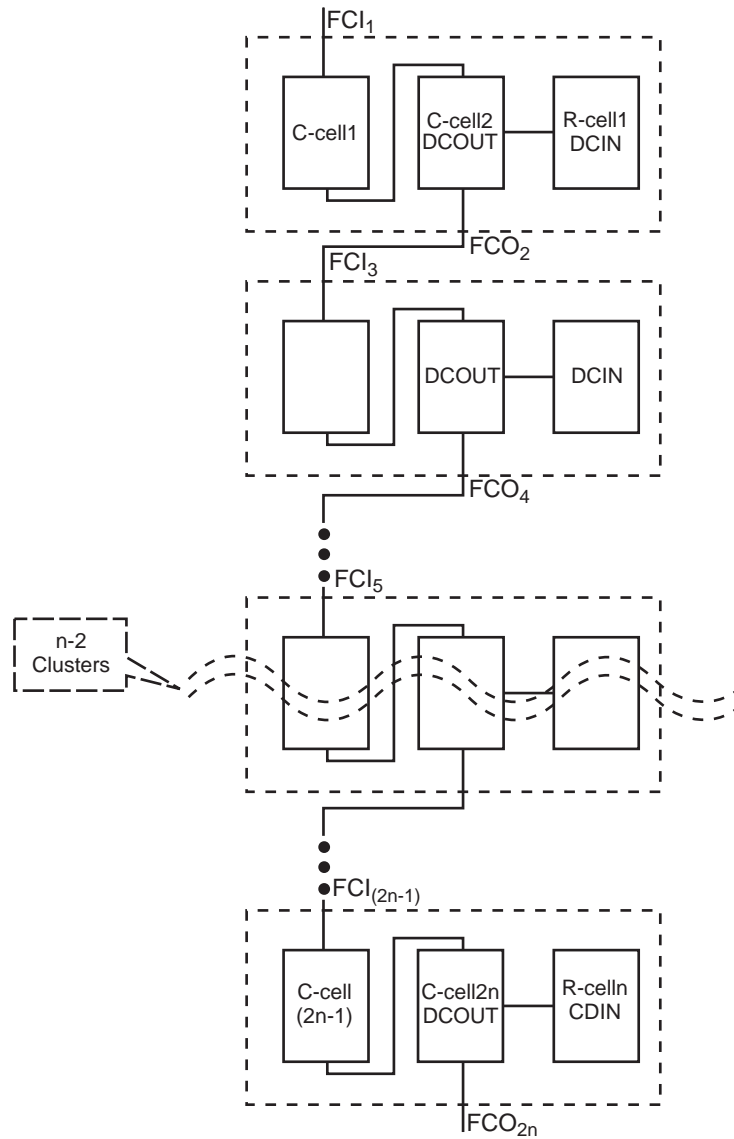 FCI1
C-cell1
C-cell2
DCOUT
R-cell1
DCIN
FCO2
FCI3
DCOUT
DCIN
FCO4
FCI5
n-2
Clusters
FCI(2n-1)
C-cell
(2n-1)
C-cell2n
DCOUT
R-celln
CDIN
FCO2n